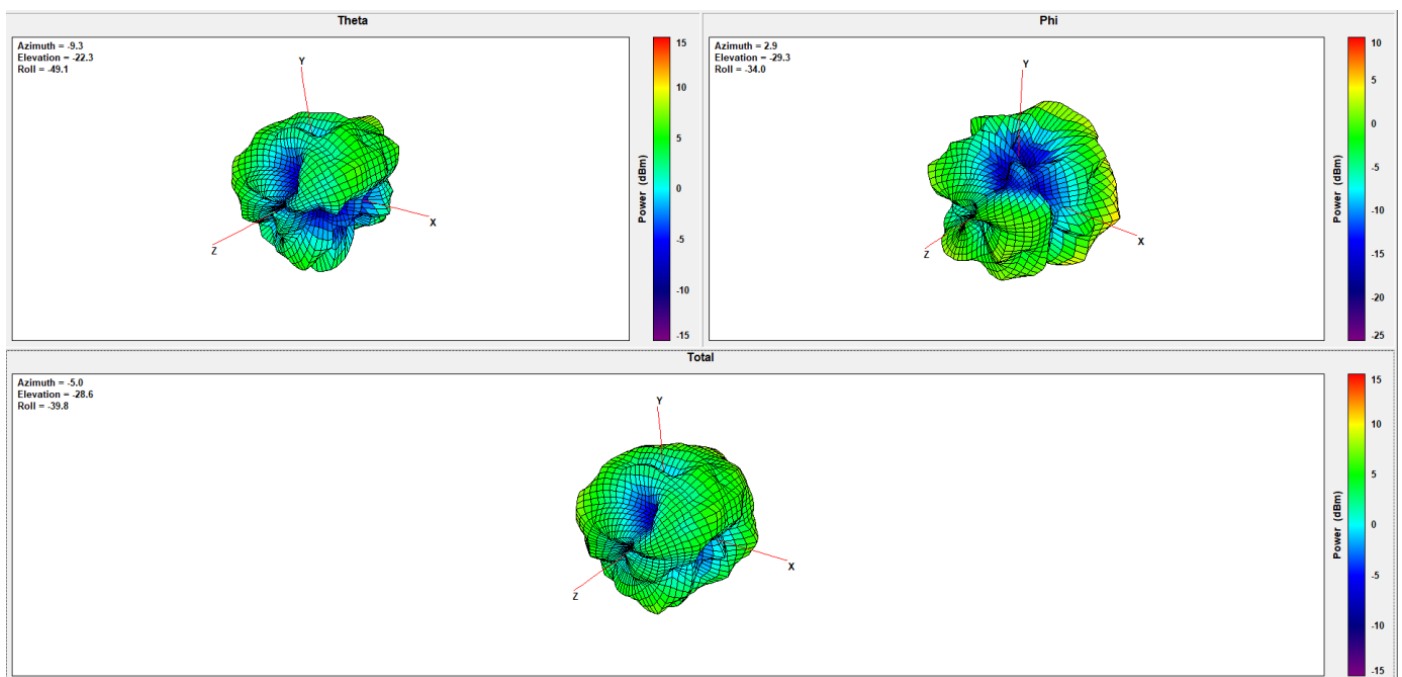 Theta
Azimuth = -9.3
Elevation = -22.3
Roll = -49.1
Y
X
Z
15
10
5
0
-5
-10
-15
Power (dBm)
Phi
Azimuth = 2.9
Elevation = -29.3
Roll = -34.0
Y
X
Z
10
5
0
-5
-10
-15
-20
-25
Power (dBm)
Total
Azimuth = -5.0
Elevation = -28.6
Roll = -39.8
Y
X
Z
15
10
5
0
-5
-10
-15
Power (dBm)